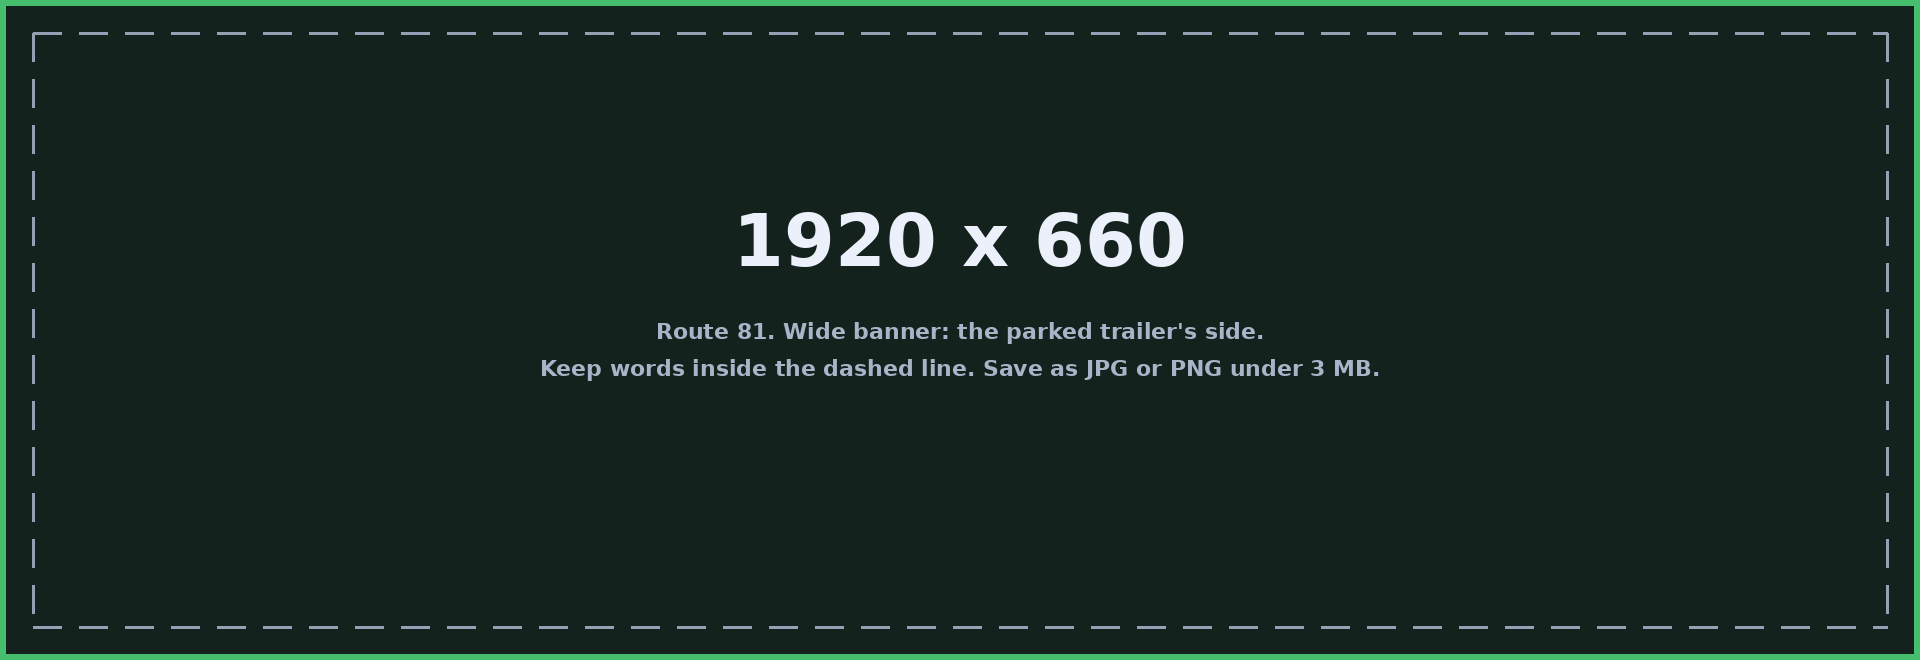 1920 x 660
Route 81. Wide banner: the parked trailer's side.
Keep words inside the dashed line. Save as JPG or PNG under 3 MB.